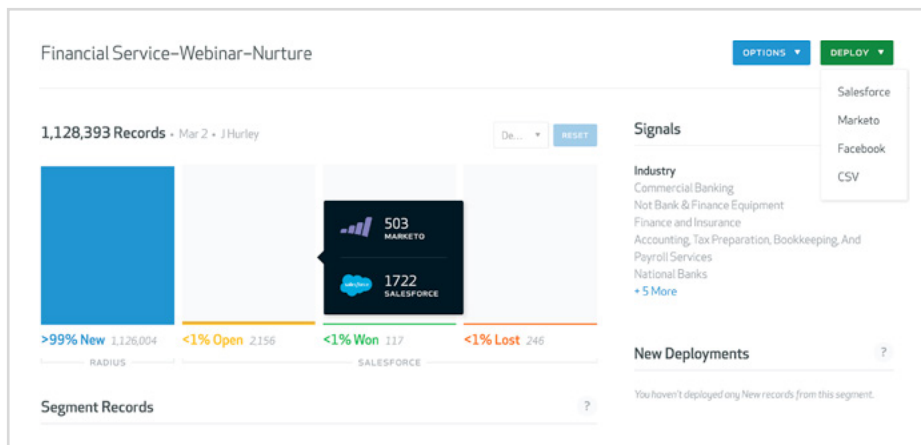 Financial Service–Webinar–Nurture
OPTIONS
DEPLOY
Salesforce
Marketo
Facebook
CSV
1,128,393 Records • Mar 2 • J Hurley
De...
RESET
503
MARKETO
salesforce
1722
SALESFORCE
>99% New 1,126,004
<1% Open 2,156
<1% Won 117
<1% Lost 246
RADIUS
SALESFORCE
Segment Records
?
Signals
Industry
Commercial Banking
Not Bank & Finance Equipment
Finance and Insurance
Accounting, Tax Preparation, Bookkeeping, And
Payroll Services
National Banks
+ 5 More
New Deployments
?
You haven't deployed any New records from this segment.